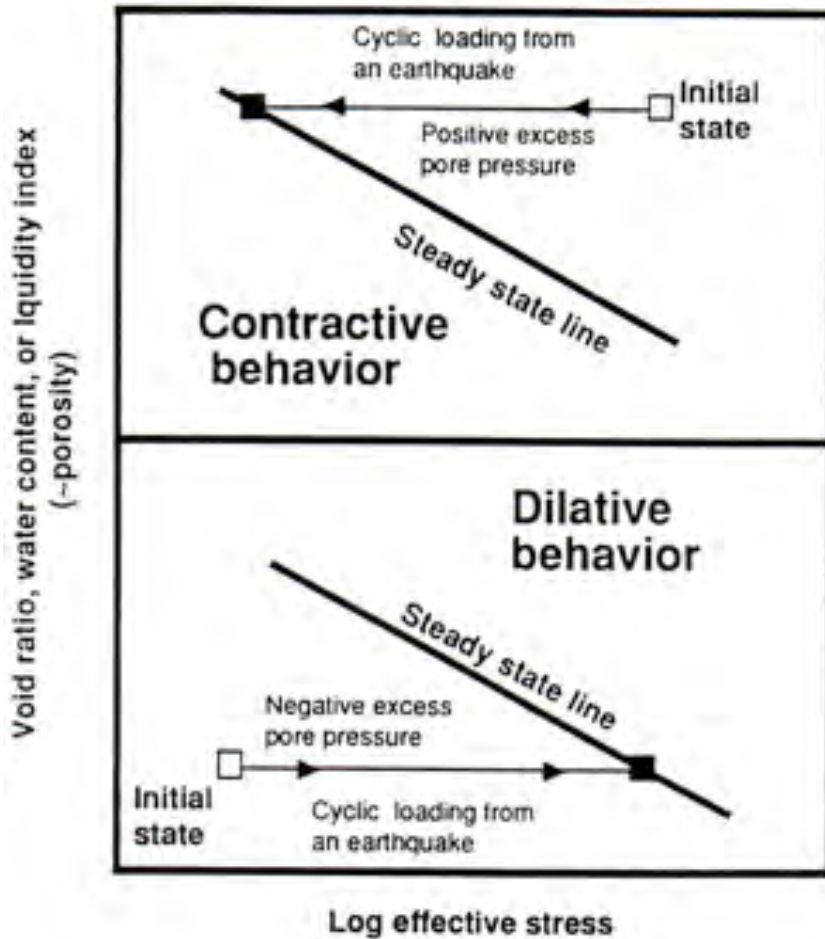 Void ratio, water content, or lquidity index
(~porosity)
Cyclic loading from
an earthquake
Initial
state
Positive excess
pore pressure
Steady state line
Contractive
behavior
Dilative
behavior
Steady state line
Negative excess
pore pressure
Initial
state
Cyclic loading from
an earthquake
Log effective stress